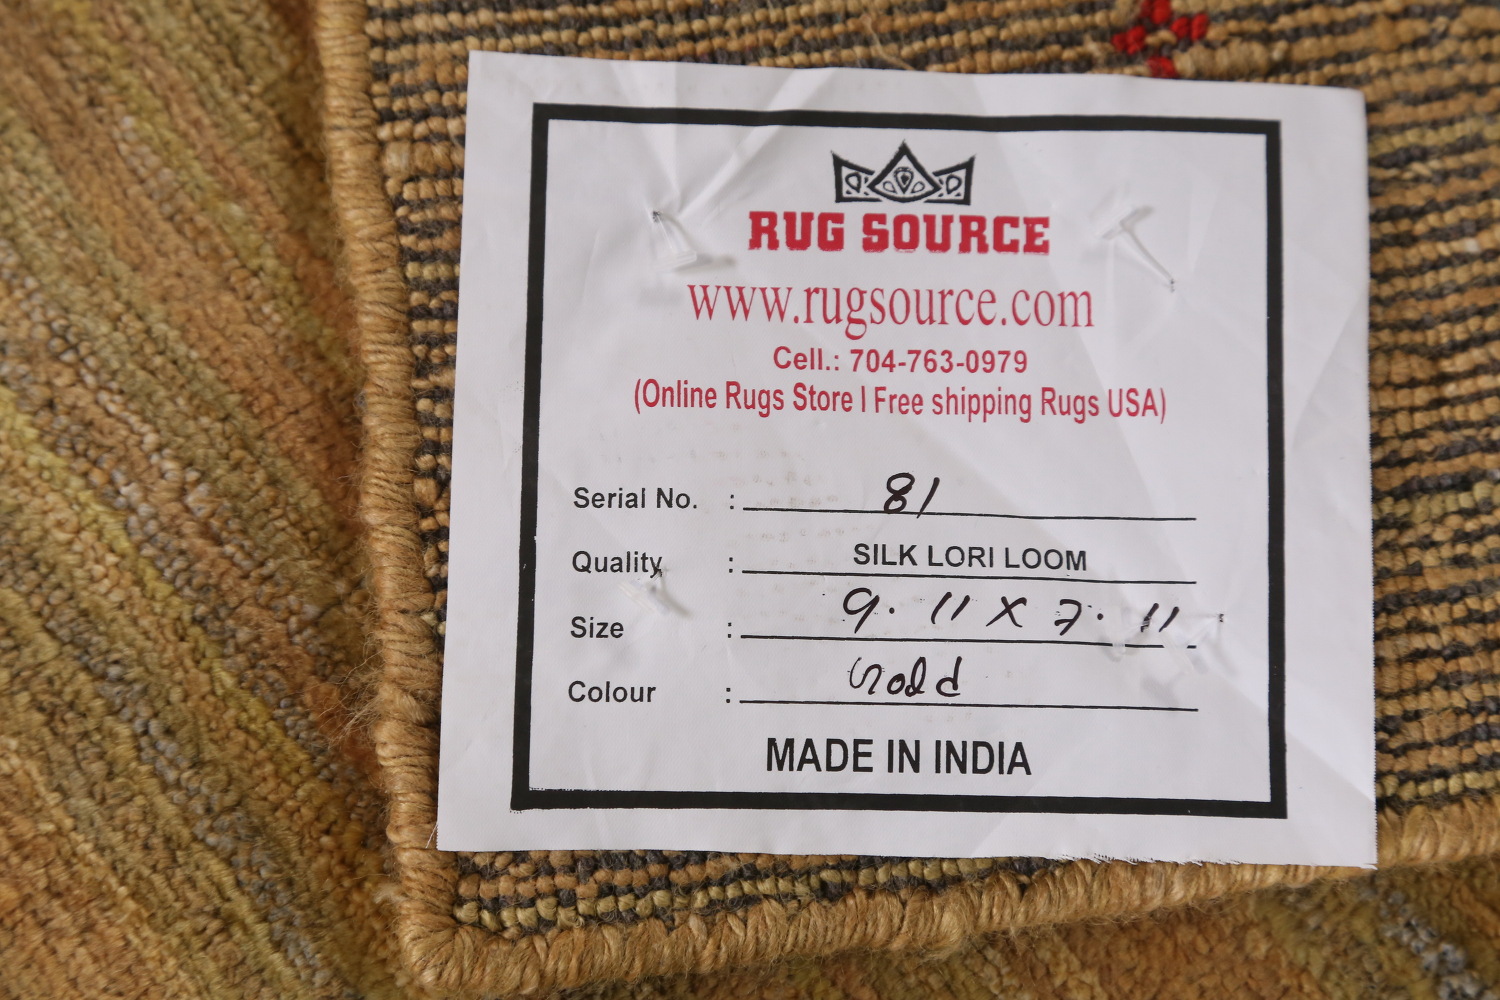 RUG SOURCE
www.rugsource.com
Cell.: 704-763-0979
(Online Rugs Store I Free shipping Rugs USA)
Serial No. : 81
Quality : SILK LORI LOOM
Size : 9.11 X 7.11
Colour : Gold
MADE IN INDIA